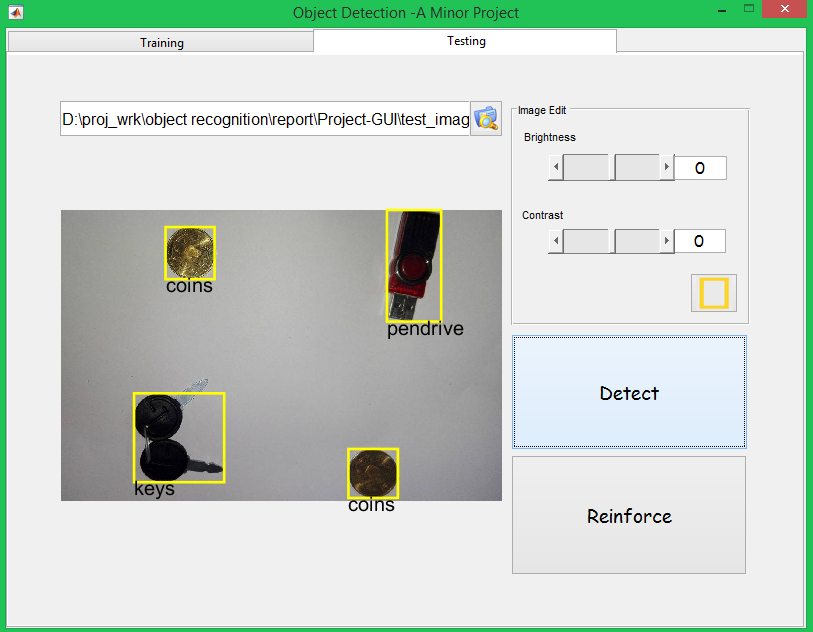 Object Detection -A Minor Project
Training
Testing
D:\proj_wrk\object recognition\report\Project-GUI\test_imag
Image Edit
Brightness
0
Contrast
0
coins
pendrive
keys
coins
Detect
Reinforce